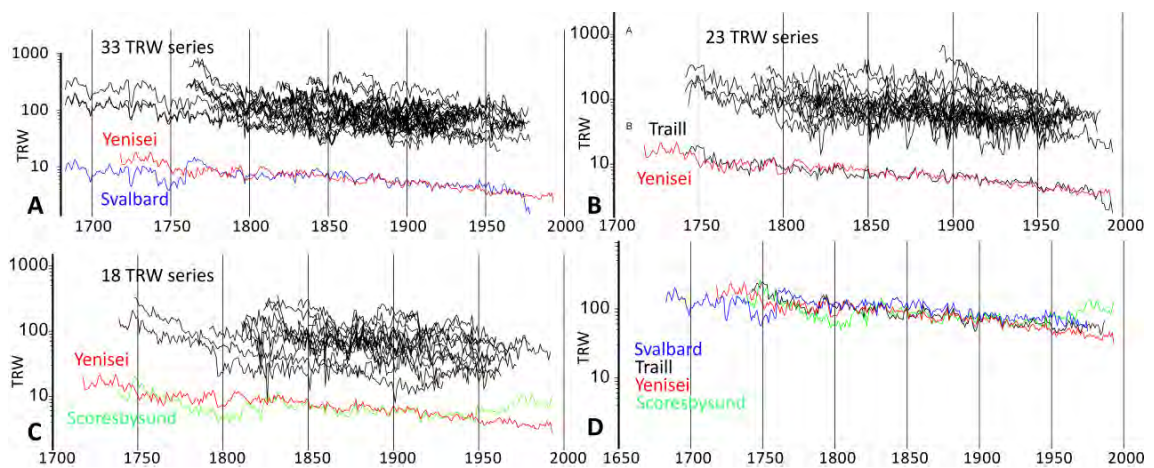 33 TRW series
1000
100
10
TRW
Yenisei
Svalbard
A
1700 1750 1800 1850 1900 1950 2000
A
23 TRW series
1000
100
B
10
TRW
Traill
Yenisei
B
1700 1750 1800 1850 1900 1950 2000
18 TRW series
1000
100
10
TRW
Yenisei
Scoresbysund
C
1700 1750 1800 1850 1900 1950 2000
100
10
TRW
Svalbard
Traill
Yenisei
Scoresbysund
D
1650 1700 1750 1800 1850 1900 1950 2000